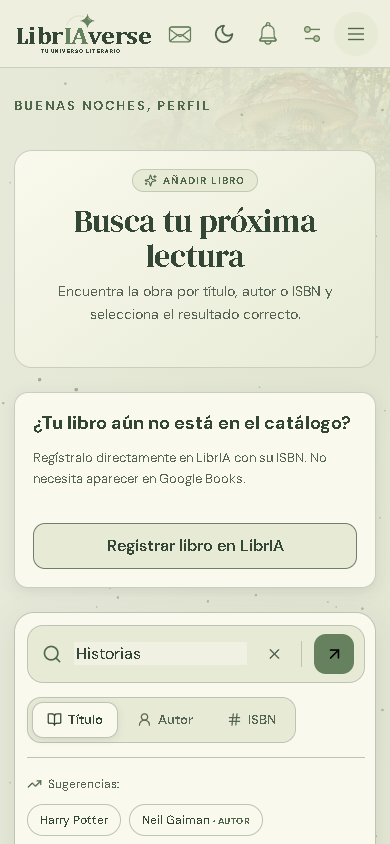 LibrIAverse
TU UNIVERSO LITERARIO
BUENAS NOCHES, PERFIL
AÑADIR LIBRO
Busca tu próxima
lectura
Encuentra la obra por título, autor o ISBN y
selecciona el resultado correcto.
¿Tu libro aún no está en el catálogo?
Regístralo directamente en LibrIA con su ISBN. No
necesita aparecer en Google Books.
Registrar libro en LibrIA
Historias
Título Autor ISBN
Sugerencias:
Harry Potter Neil Gaiman · AUTOR